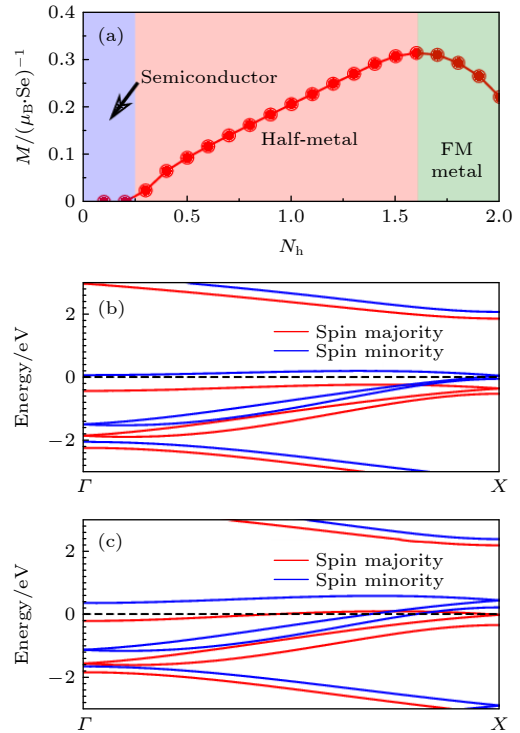 0.4
(a)
0.3
Semiconductor
0.2
Half-metal
FM
metal
0.1
0
M/(μB·Se)−1
0.5
1.0
1.5
2.0
Nh
(b)
2
Spin majority
Spin minority
0
−2
Energy/eV
Γ
X
(c)
2
Spin majority
Spin minority
0
−2
Energy/eV
Γ
X